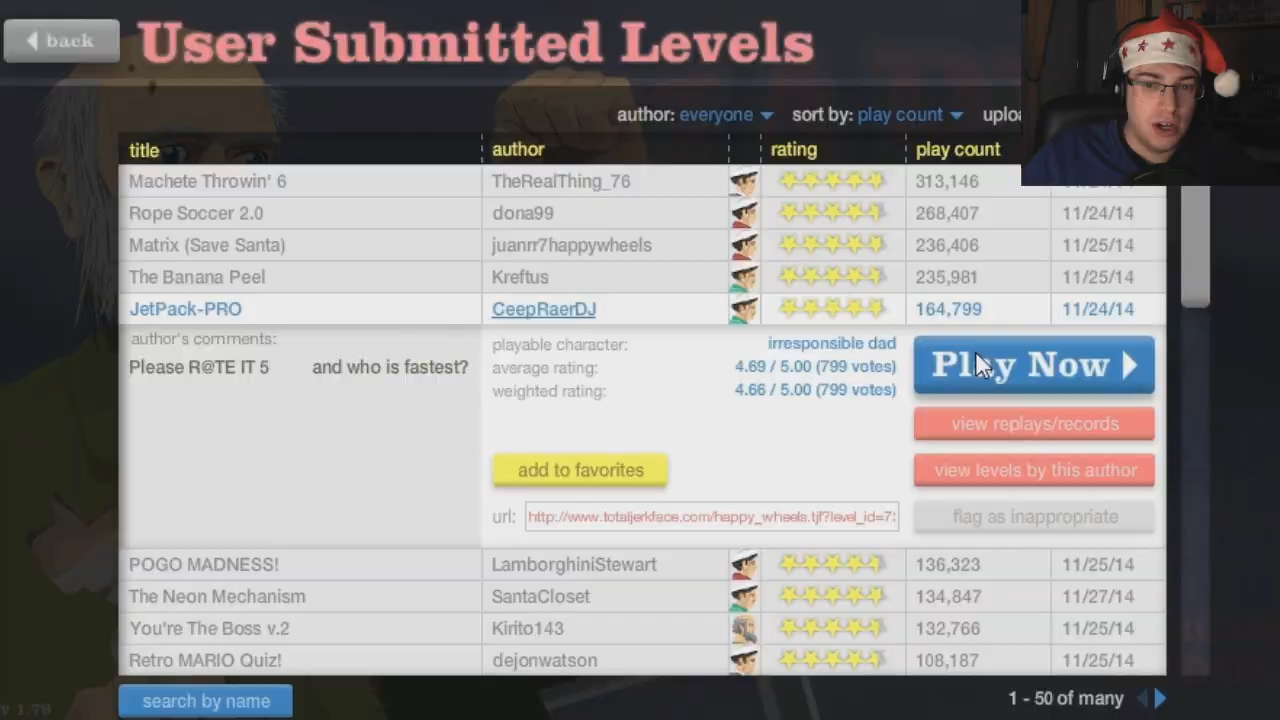 back
User Submitted Levels
author: everyone sort by: play count
title author rating play count
Machete Throwin' 6 TheRealThing_76 313,146
Rope Soccer 2.0 dona99 268,407 11/24/14
Matrix (Save Santa) juanrr7happywheels 236,406 11/25/14
The Banana Peel Kreftus 235,981 11/25/14
JetPack-PRO CeepRaerDJ 164,799 11/24/14
author's comments:
Please R@TE IT 5 and who is fastest?
playable character: irresponsible dad
average rating: 4.69 / 5.00 (799 votes)
weighted rating: 4.66 / 5.00 (799 votes)
Play Now
view replays/records
add to favorites
view levels by this author
url: http://www.totaljerkface.com/happy_wheels.tjf?level_id=7
flag as inappropriate
POGO MADNESS! LamborghiniStewart 136,323 11/25/14
The Neon Mechanism SantaCloset 134,847 11/27/14
You're The Boss v.2 Kirito143 132,766 11/25/14
Retro MARIO Quiz! dejonwatson 108,187 11/25/14
search by name
1 - 50 of many
v 1.79